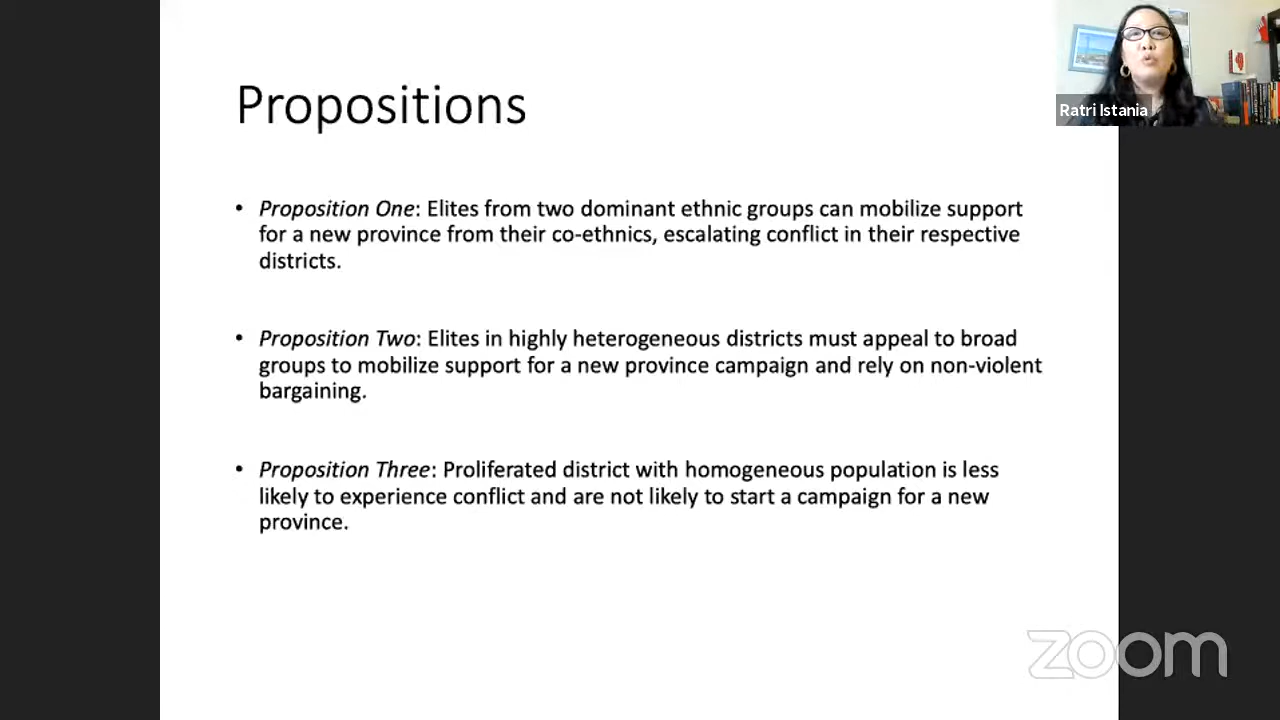 Propositions
Ratri Istania
• Proposition One: Elites from two dominant ethnic groups can mobilize support
for a new province from their co-ethnics, escalating conflict in their respective
districts.
• Proposition Two: Elites in highly heterogeneous districts must appeal to broad
groups to mobilize support for a new province campaign and rely on non-violent
bargaining.
• Proposition Three: Proliferated district with homogeneous population is less
likely to experience conflict and are not likely to start a campaign for a new
province.
zoom